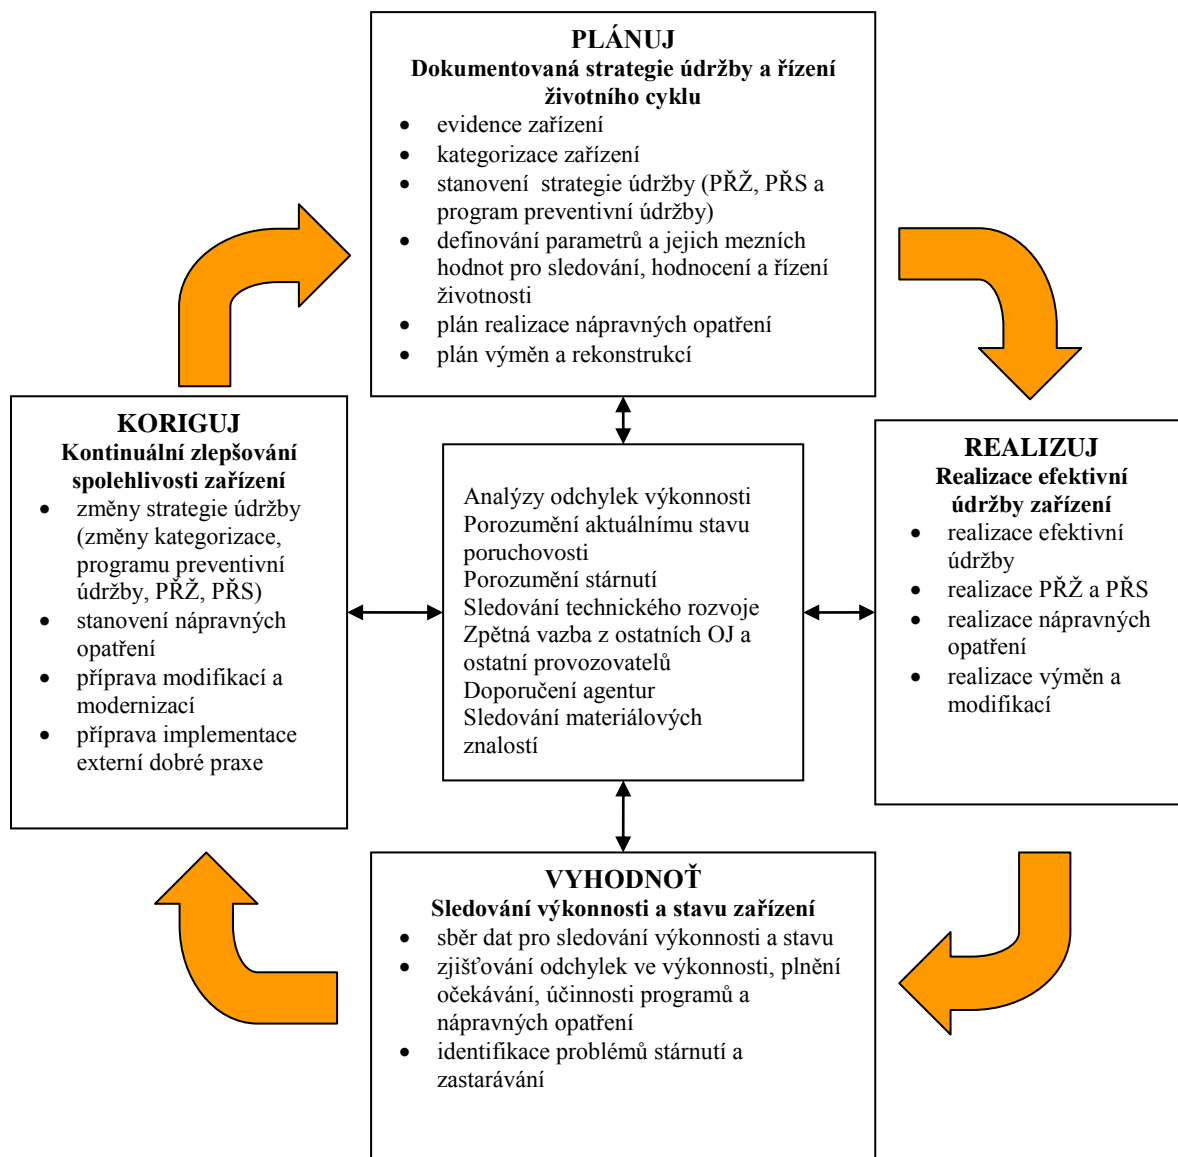 PLÁNUJ
Dokumentovaná strategie údržby a řízení
životního cyklu
• evidence zařízení
• kategorizace zařízení
• stanovení strategie údržby (PŘŽ, PŘS a
program preventivní údržby)
• definování parametrů a jejich mezních
hodnot pro sledování, hodnocení a řízení
životnosti
• plán realizace nápravných opatření
• plán výměn a rekonstrukcí
KORIGUJ
Kontinuální zlepšování
spolehlivosti zařízení
• změny strategie údržby
(změny kategorizace,
programu preventivní
údržby, PŘŽ, PŘS)
• stanovení nápravných
opatření
• příprava modifikací a
modernizací
• příprava implementace
externí dobré praxe
Analýzy odchylek výkonnosti
Porozumění aktuálnímu stavu
poruchovosti
Porozumění stárnutí
Sledování technického rozvoje
Zpětná vazba z ostatních OJ a
ostatní provozovatelů
Doporučení agentur
Sledování materiálových
znalostí
REALIZUJ
Realizace efektivní
údržby zařízení
• realizace efektivní
údržby
• realizace PŘŽ a PŘS
• realizace nápravných
opatření
• realizace výměn a
modifikací
VYHODNOŤ
Sledování výkonnosti a stavu zařízení
• sběr dat pro sledování výkonnosti a stavu
• zjišťování odchylek ve výkonnosti, plnění
očekávání, účinnosti programů a
nápravných opatření
• identifikace problémů stárnutí a
zastarávání